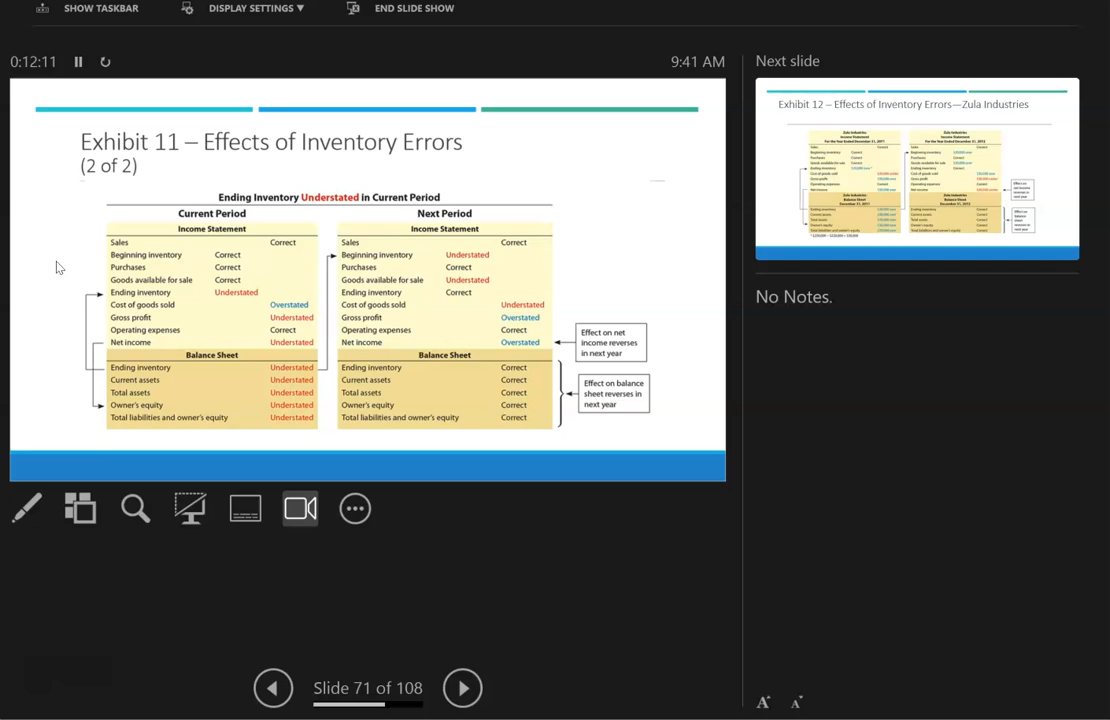 SHOW TASKBAR DISPLAY SETTINGS ▼ END SLIDE SHOW
0:12:11 9:41 AM
Exhibit 11 – Effects of Inventory Errors
(2 of 2)
Ending Inventory Understated in Current Period
Current Period Next Period
Income Statement Income Statement
Sales Correct Sales Correct
Beginning inventory Correct Beginning inventory Understated
Purchases Correct Purchases Correct
Goods available for sale Correct Goods available for sale Understated
Ending inventory Understated Ending inventory Correct
Cost of goods sold Overstated Cost of goods sold Understated
Gross profit Understated Gross profit Overstated
Operating expenses Correct Operating expenses Correct
Net income Understated Net income Overstated
Effect on net
income reverses
in next year
Balance Sheet Balance Sheet
Ending inventory Understated Ending inventory Correct
Current assets Understated Current assets Correct
Total assets Understated Total assets Correct
Owner's equity Understated Owner's equity Correct
Total liabilities and owner's equity Understated Total liabilities and owner's equity Correct
Effect on balance
sheet reverses in
next year
Slide 71 of 108
Next slide
Exhibit 12 – Effects of Inventory Errors—Zula Industries
Zula Industries Zula Industries
Income Statement Income Statement
No Notes.
A A